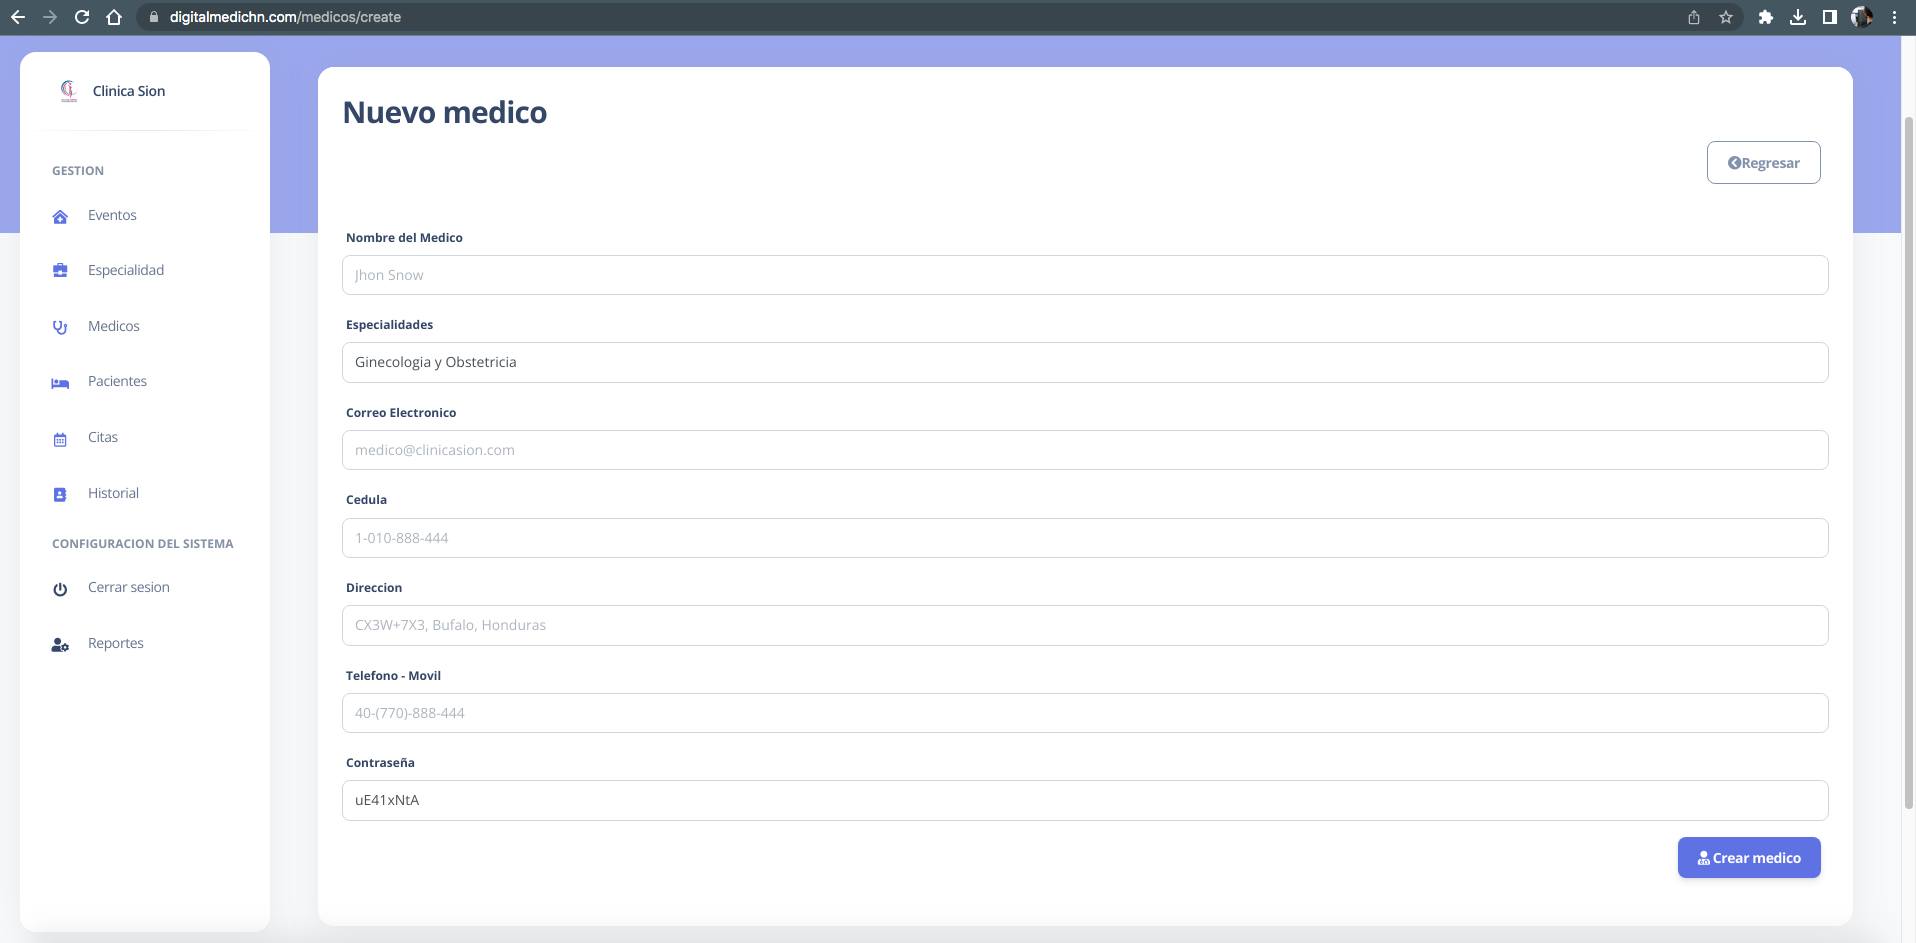 digitalmedichn.com/medicos/create
Clinica Sion
GESTION
Eventos
Especialidad
Medicos
Pacientes
Citas
Historial
CONFIGURACION DEL SISTEMA
Cerrar sesion
Reportes
Nuevo medico
Regresar
Nombre del Medico
Jhon Snow
Especialidades
Ginecologia y Obstetricia
Correo Electronico
medico@clinicasion.com
Cedula
1-010-888-444
Direccion
CX3W+7X3, Bufalo, Honduras
Telefono - Movil
40-(770)-888-444
Contraseña
uE41xNtA
Crear medico